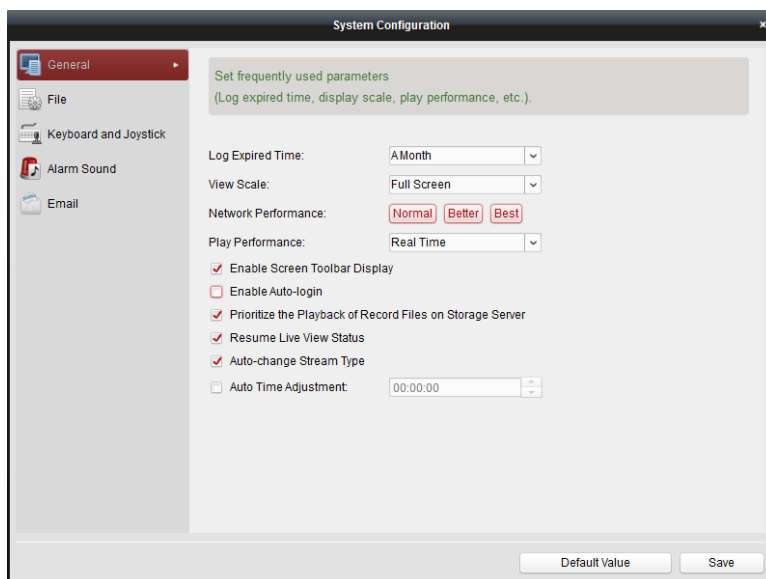 System Configuration
General
File
Keyboard and Joystick
Alarm Sound
Email
Set frequently used parameters
(Log expired time, display scale, play performance, etc.).
Log Expired Time: A Month
View Scale: Full Screen
Network Performance: Normal Better Best
Play Performance: Real Time
Enable Screen Toolbar Display
Enable Auto-login
Prioritize the Playback of Record Files on Storage Server
Resume Live View Status
Auto-change Stream Type
Auto Time Adjustment: 00:00:00
Default Value Save